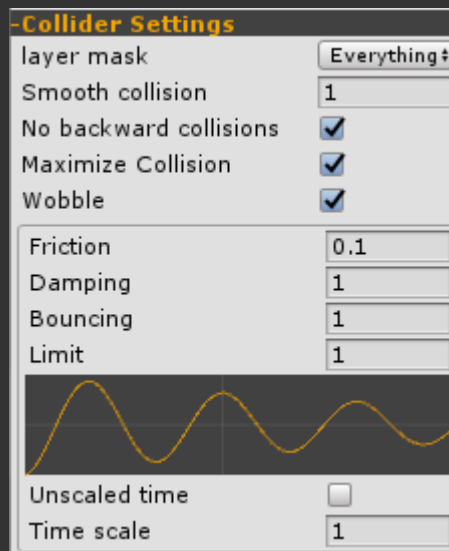 -Collider Settings
layer mask Everything
Smooth collision 1
No backward collisions
Maximize Collision
Wobble
Friction 0.1
Damping 1
Bouncing 1
Limit 1
Unscaled time
Time scale 1